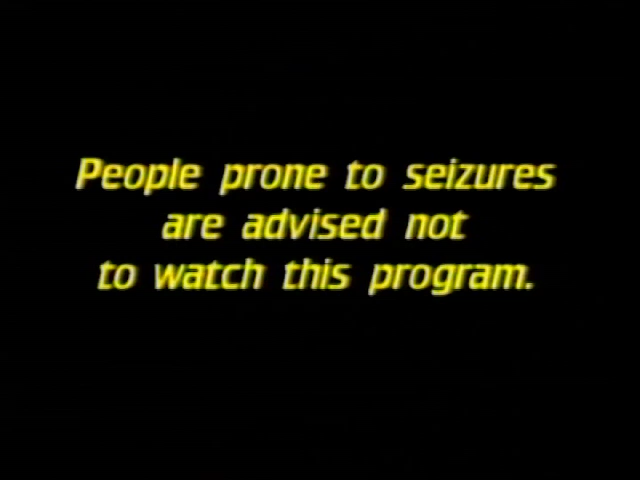 People prone to seizures
are advised not
to watch this program.